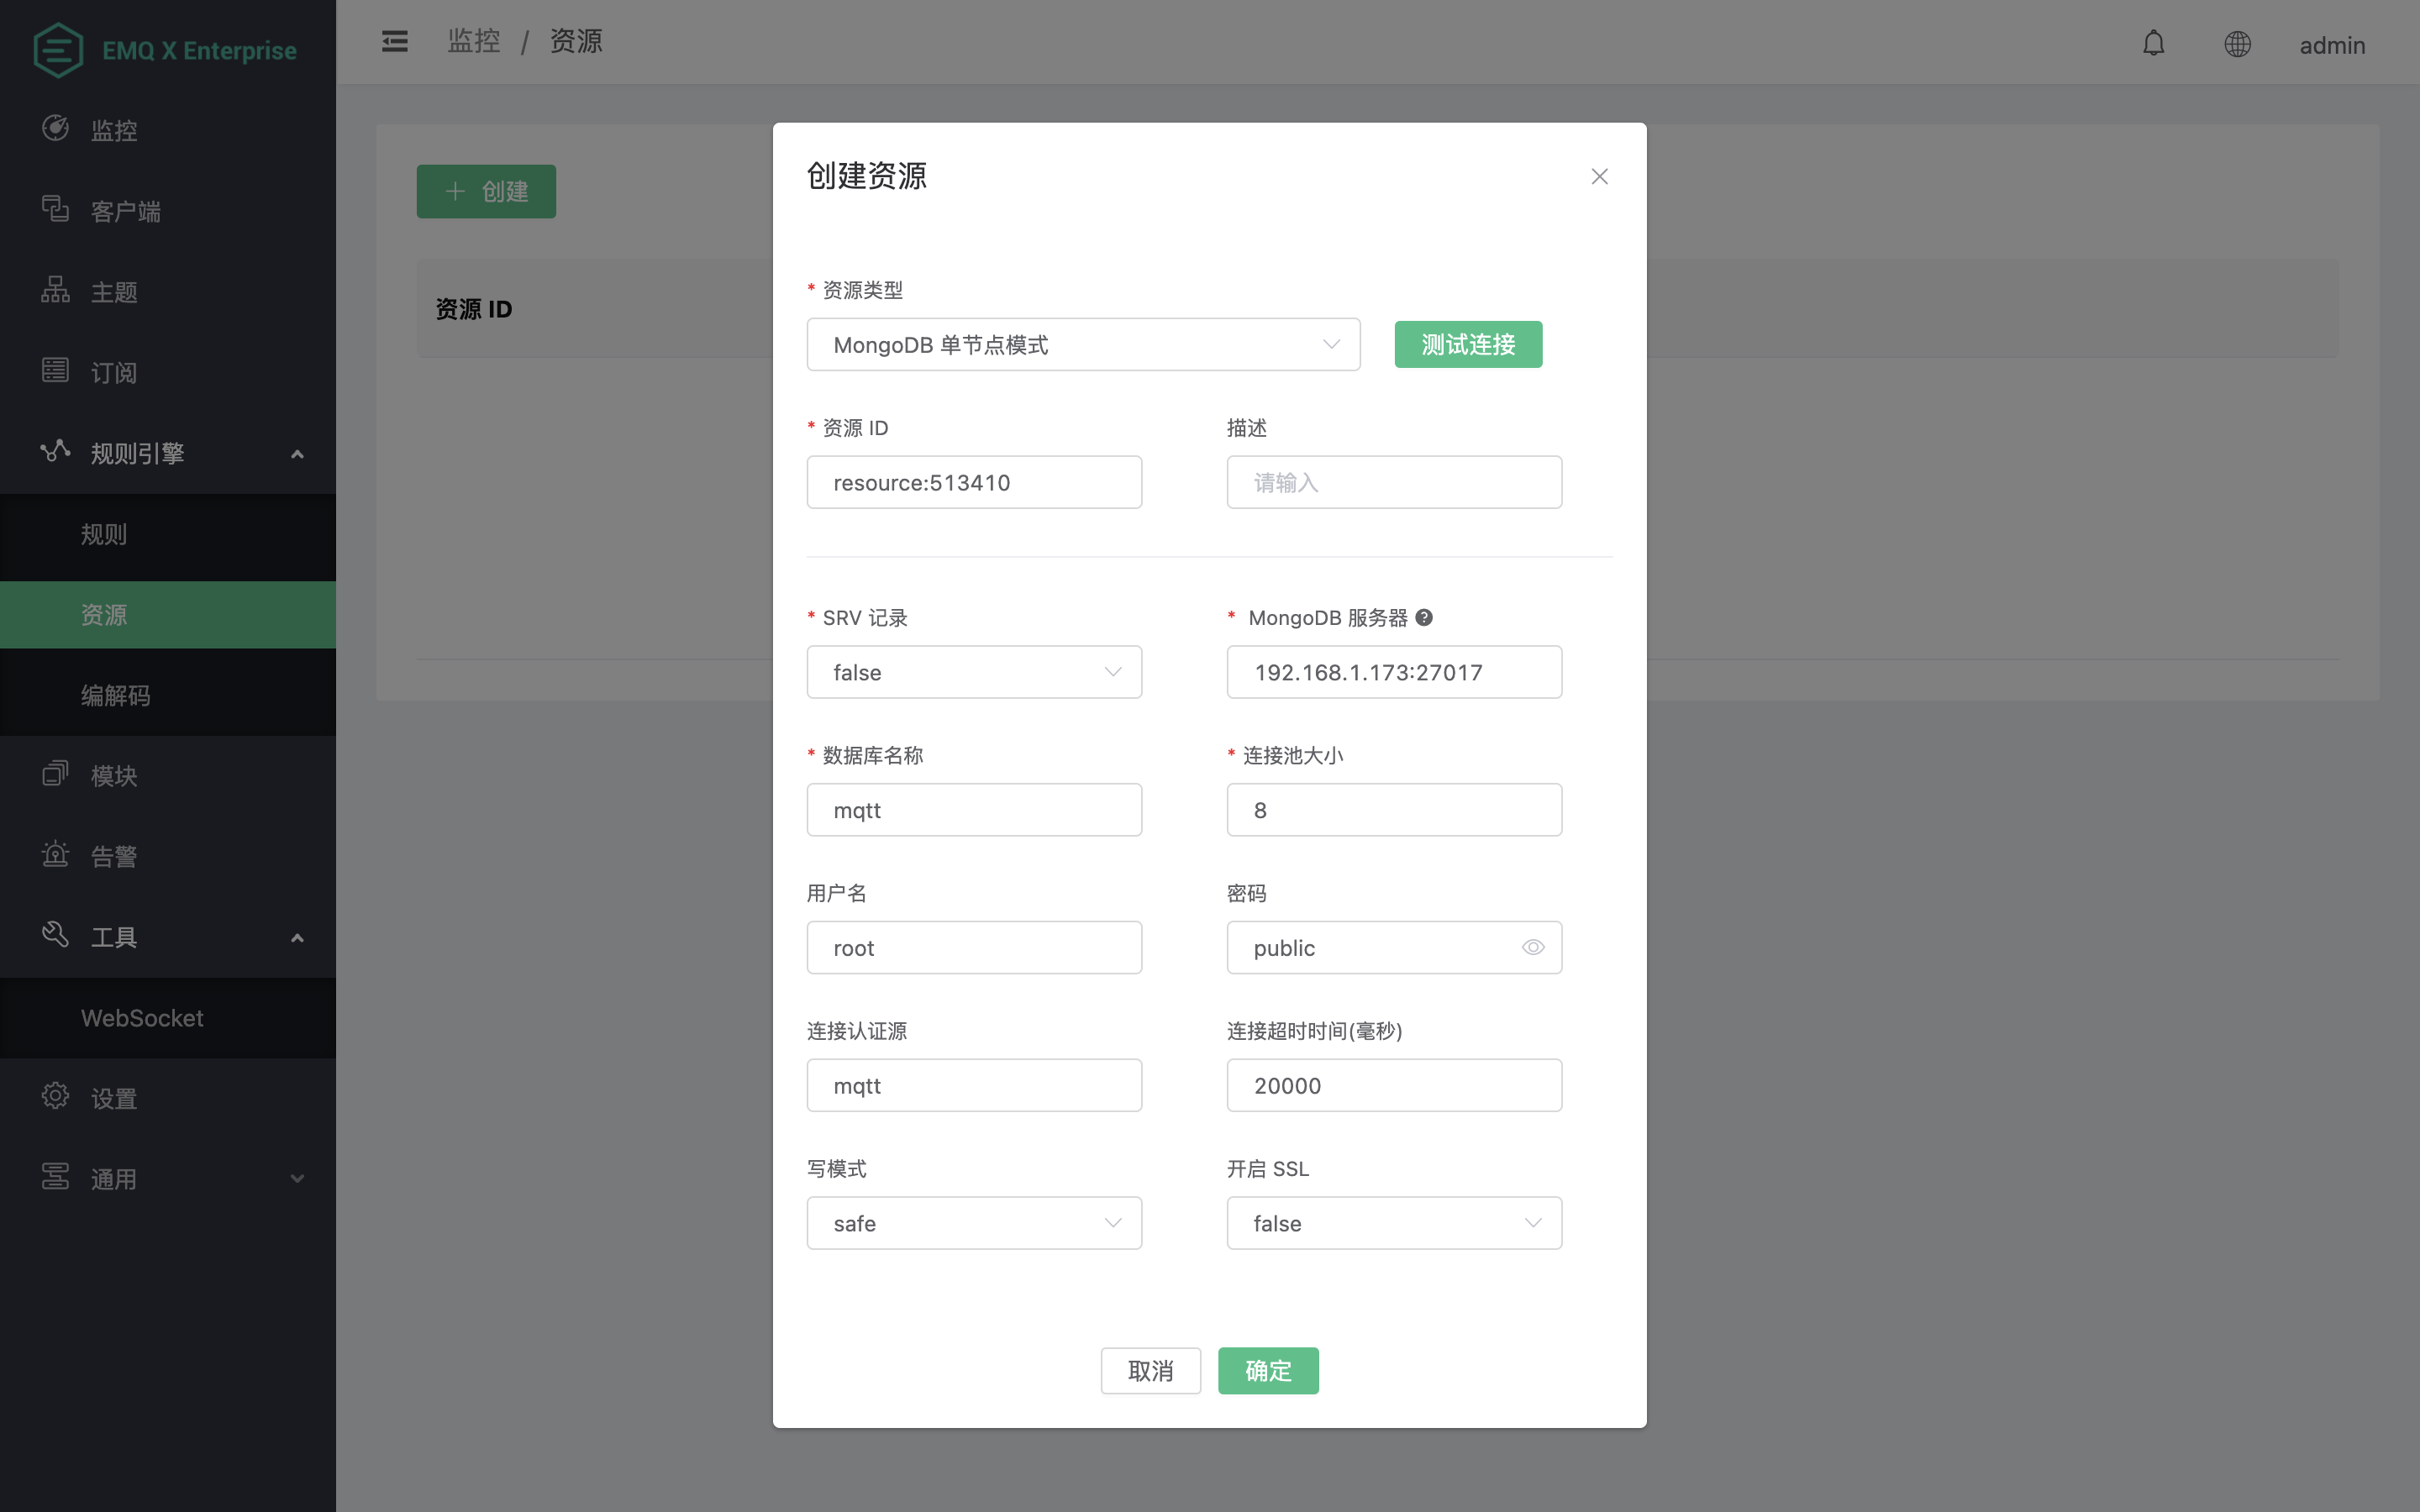 EMQ X Enterprise
监控 / 资源
admin
监控
客户端
主题
订阅
规则引擎
规则
资源
编解码
模块
告警
工具
WebSocket
设置
通用
创建
资源 ID
创建资源
* 资源类型
MongoDB 单节点模式
测试连接
* 资源 ID
描述
resource:513410
请输入
* SRV 记录
* MongoDB 服务器 ?
false
192.168.1.173:27017
* 数据库名称
* 连接池大小
mqtt
8
用户名
密码
root
public
连接认证源
连接超时时间(毫秒)
mqtt
20000
写模式
开启 SSL
safe
false
取消
确定